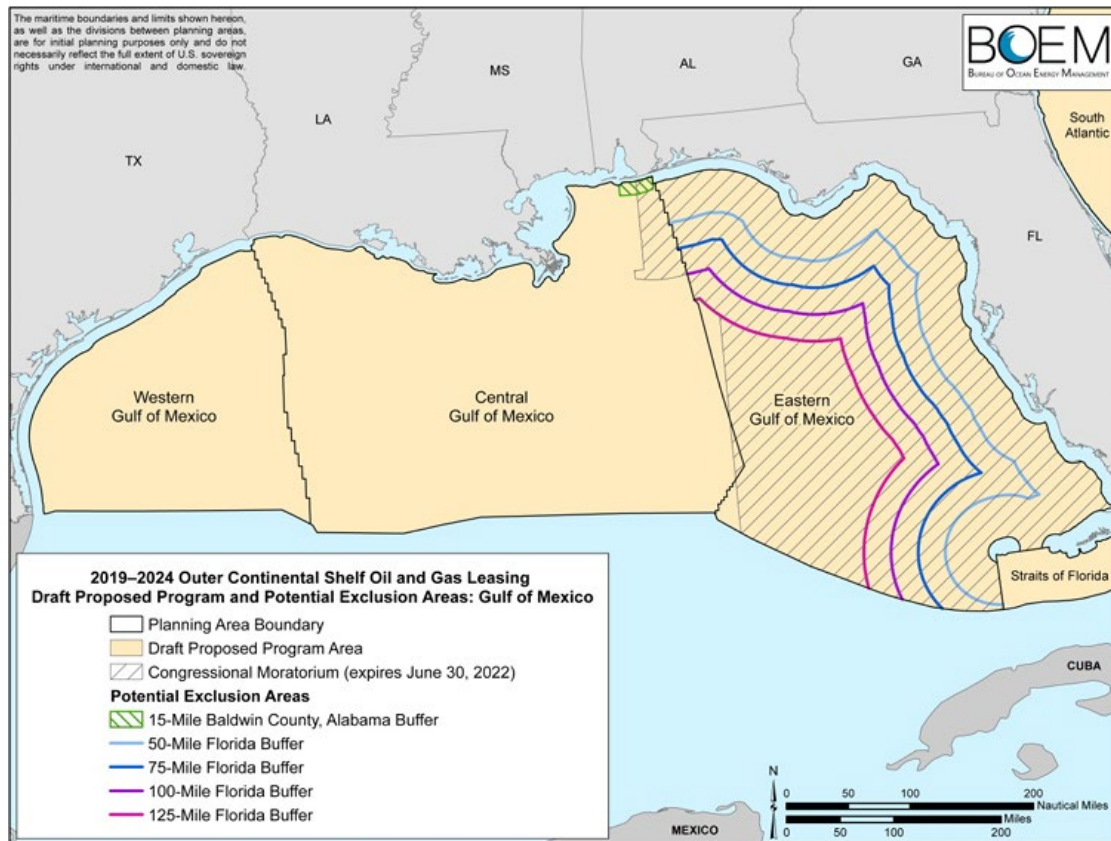 The maritime boundaries and limits shown hereon,
as well as the divisions between planning areas,
are for initial planning purposes only and do not
necessarily reflect the full extent of U.S. sovereign
rights under international and domestic law.
BOEM
BUREAU OF OCEAN ENERGY MANAGEMENT
MS
AL
GA
LA
TX
South
Atlantic
FL
Western
Gulf of Mexico
Central
Gulf of Mexico
Eastern
Gulf of Mexico
Straits of Florida
2019–2024 Outer Continental Shelf Oil and Gas Leasing
Draft Proposed Program and Potential Exclusion Areas: Gulf of Mexico
Planning Area Boundary
Draft Proposed Program Area
Congressional Moratorium (expires June 30, 2022)
Potential Exclusion Areas
15-Mile Baldwin County, Alabama Buffer
50-Mile Florida Buffer
75-Mile Florida Buffer
100-Mile Florida Buffer
125-Mile Florida Buffer
CUBA
MEXICO
N
0 50 100 200
Nautical Miles
Miles
0 50 100 200